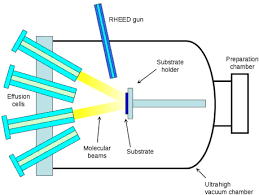 RHEED gun
Substrate
holder
Preparation
chamber
Effusion
cells
Molecular
beams
Substrate
Ultrahigh
vacuum chamber